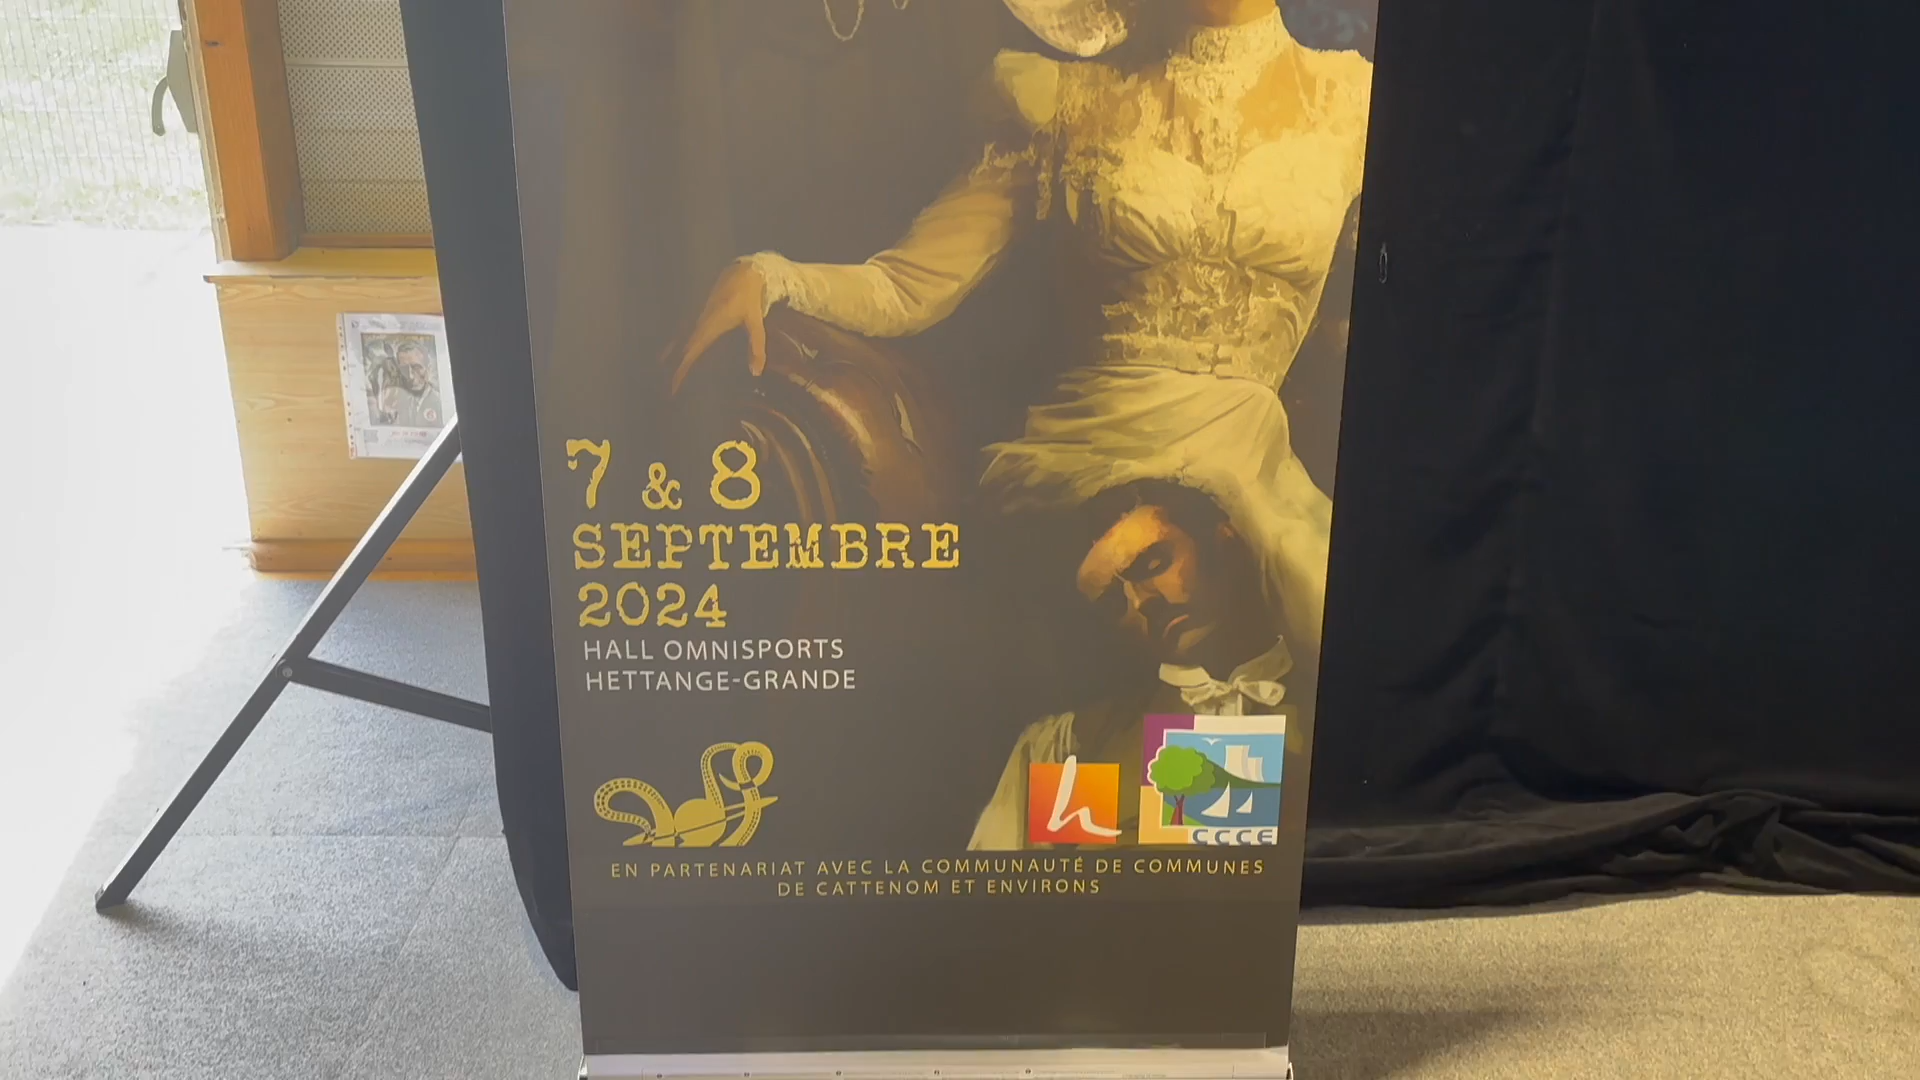 7 & 8
SEPTEMBRE
2024
HALL OMNISPORTS
HETTANGE-GRANDE
h
CCCE
EN PARTENARIAT AVEC LA COMMUNAUTÉ DE COMMUNES
DE CATTENOM ET ENVIRONS